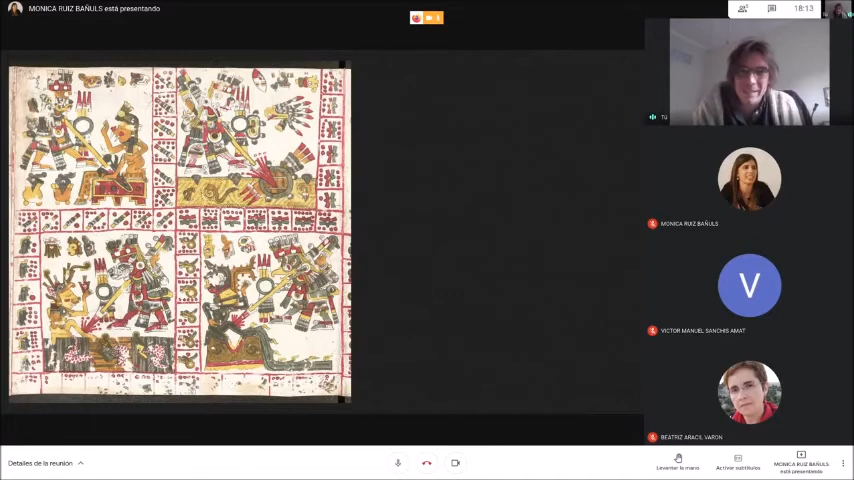 MONICA RUIZ BAÑULS está presentando
18:13
Tú
MONICA RUIZ BAÑULS
V
VICTOR MANUEL SANCHIS AMAT
BEATRIZ ARACIL VARON
Detalles de la reunión
Levantar la mano
Activar subtítulos
MONICA RUIZ BAÑULS
está presentando